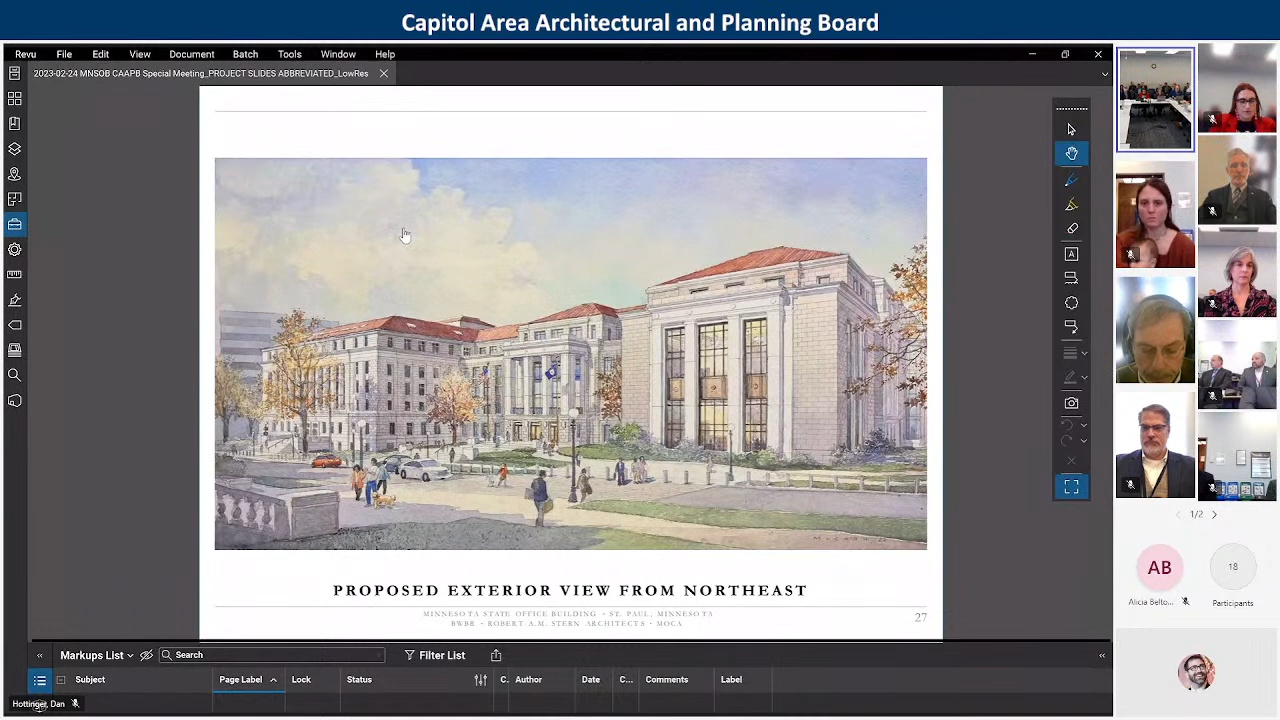 Capitol Area Architectural and Planning Board
Revu File Edit View Document Batch Tools Window Help
2023-02-24 MNSOB CAAPB Special Meeting_PROJECT SLIDES ABBREVIATED_LowRes
PROPOSED EXTERIOR VIEW FROM NORTHEAST
MINNESOTA STATE OFFICE BUILDING • ST. PAUL, MINNESOTA
BWBR • ROBERT A.M. STERN ARCHITECTS • MOCA
27
1/2
AB
18
Alicia Belto...
Participants
Markups List
Search
Filter List
Subject Page Label Lock Status C. Author Date C... Comments Label
Hottinger, Dan